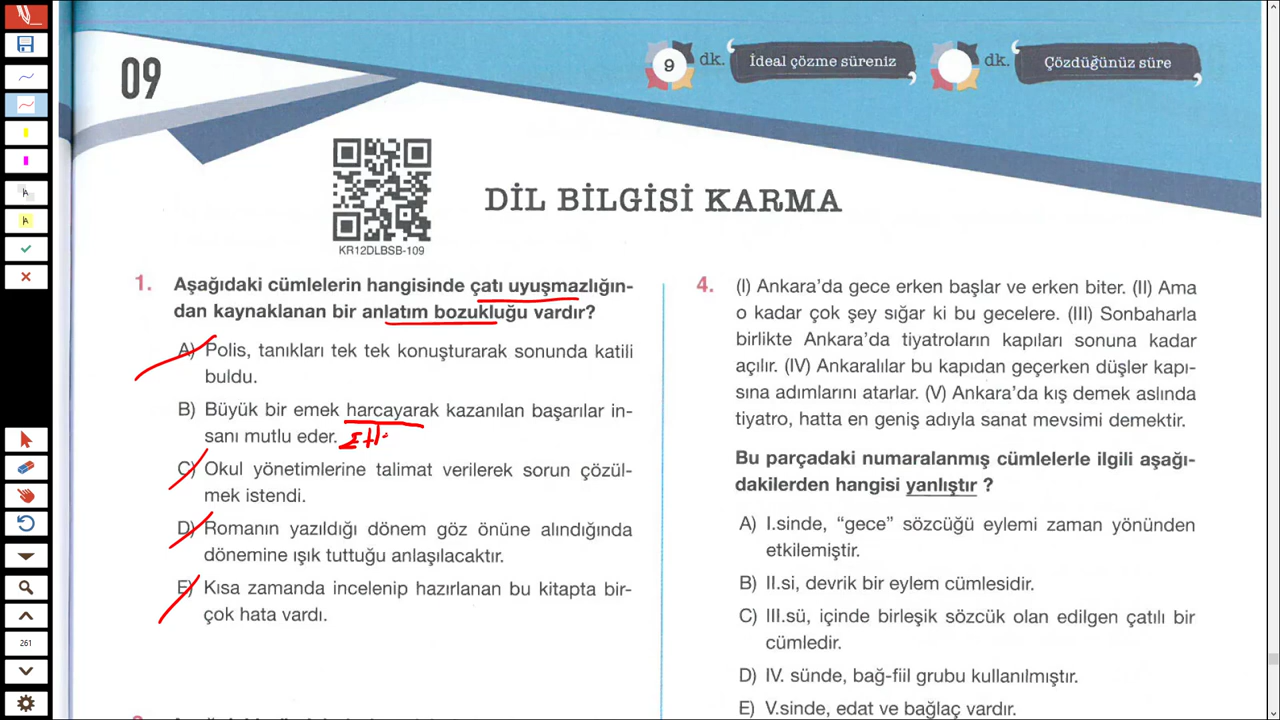 09
9 dk. İdeal çözme süreniz
dk. Çözdüğünüz süre
KR12DLBSB-109
DİL BİLGİSİ KARMA
1. Aşağıdaki cümlelerin hangisinde çatı uyuşmazlığın-
dan kaynaklanan bir anlatım bozukluğu vardır?
A) Polis, tanıkları tek tek konuşturarak sonunda katili
buldu.
B) Büyük bir emek harcayarak kazanılan başarılar in-
sanı mutlu eder.
C) Okul yönetimlerine talimat verilerek sorun çözül-
mek istendi.
D) Romanın yazıldığı dönem göz önüne alındığında
dönemine ışık tuttuğu anlaşılacaktır.
E) Kısa zamanda incelenip hazırlanan bu kitapta bir-
çok hata vardı.
4. (I) Ankara’da gece erken başlar ve erken biter. (II) Ama
o kadar çok şey sığar ki bu gecelere. (III) Sonbaharla
birlikte Ankara’da tiyatroların kapıları sonuna kadar
açılır. (IV) Ankaralılar bu kapıdan geçerken düşler kapı-
sına adımlarını atarlar. (V) Ankara’da kış demek aslında
tiyatro, hatta en geniş adıyla sanat mevsimi demektir.
Bu parçadaki numaralanmış cümlelerle ilgili aşağı-
dakilerden hangisi yanlıştır ?
A) I.sinde, “gece” sözcüğü eylemi zaman yönünden
etkilemiştir.
B) II.si, devrik bir eylem cümlesidir.
C) III.sü, içinde birleşik sözcük olan edilgen çatılı bir
cümledir.
D) IV. sünde, bağ-fiil grubu kullanılmıştır.
E) V.sinde, edat ve bağlaç vardır.
261